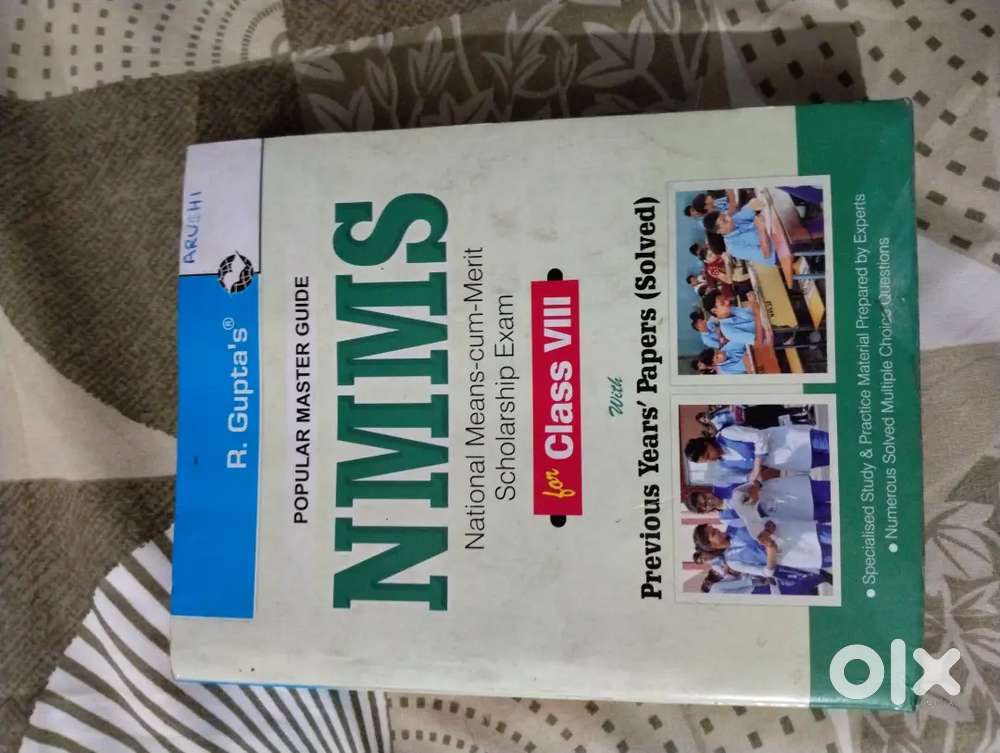 ARUSHI
R. Gupta's®
POPULAR MASTER GUIDE
NMMS
National Means-cum-Merit
Scholarship Exam
for Class VIII
With
Previous Years' Papers (Solved)
• Specialised Study & Practice Material Prepared by Experts
• Numerous Solved Multiple Choice Questions
olx